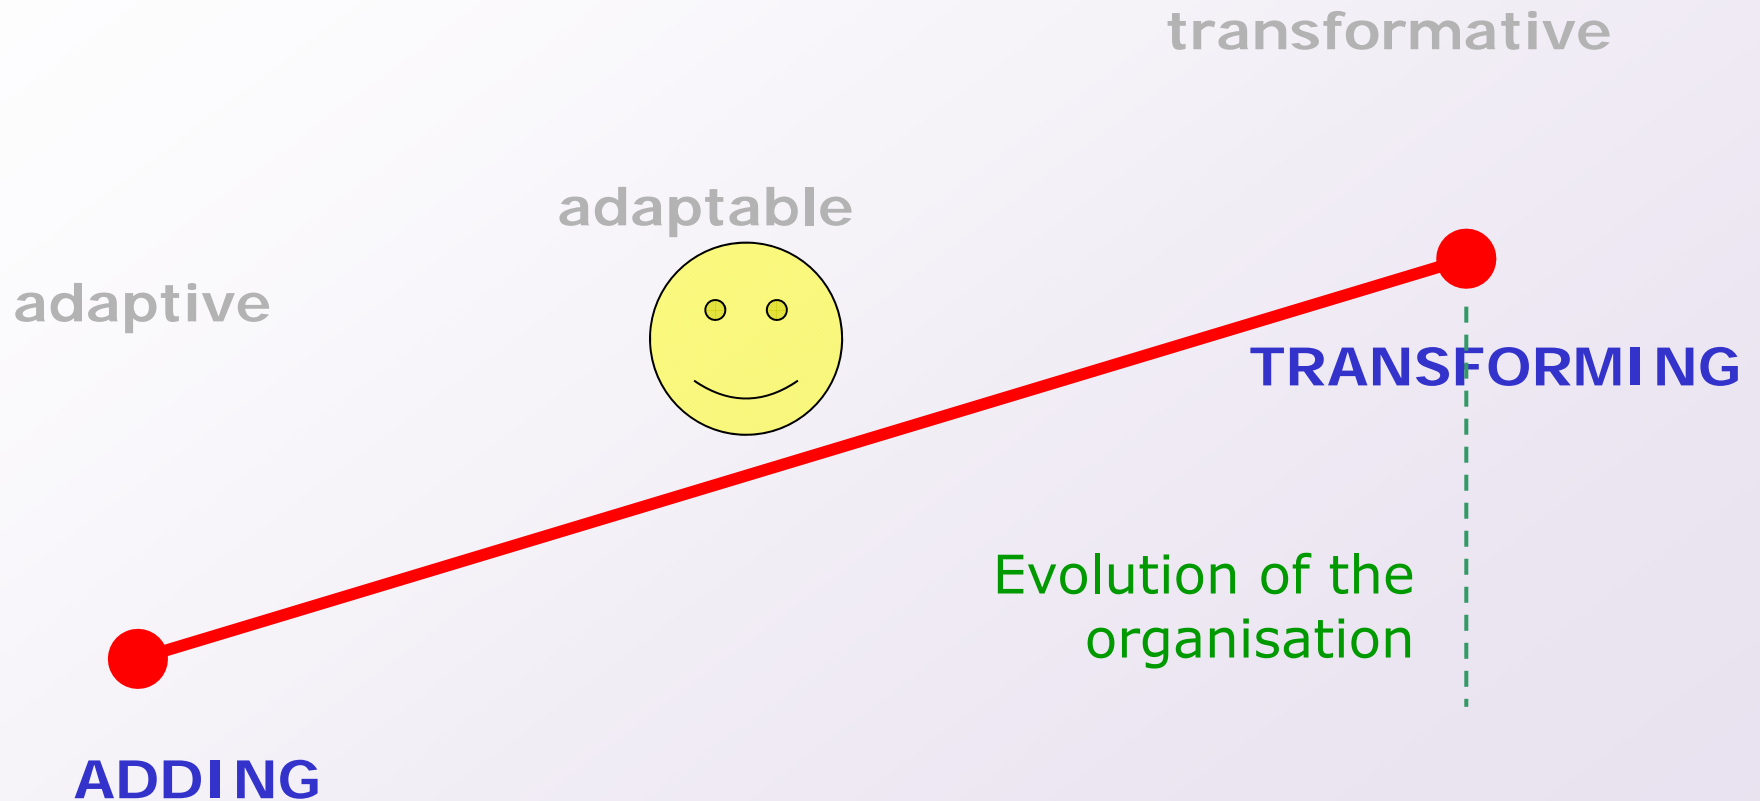 transformative
adaptable
adaptive
TRANSFORMING
Evolution of the
organisation
ADDING